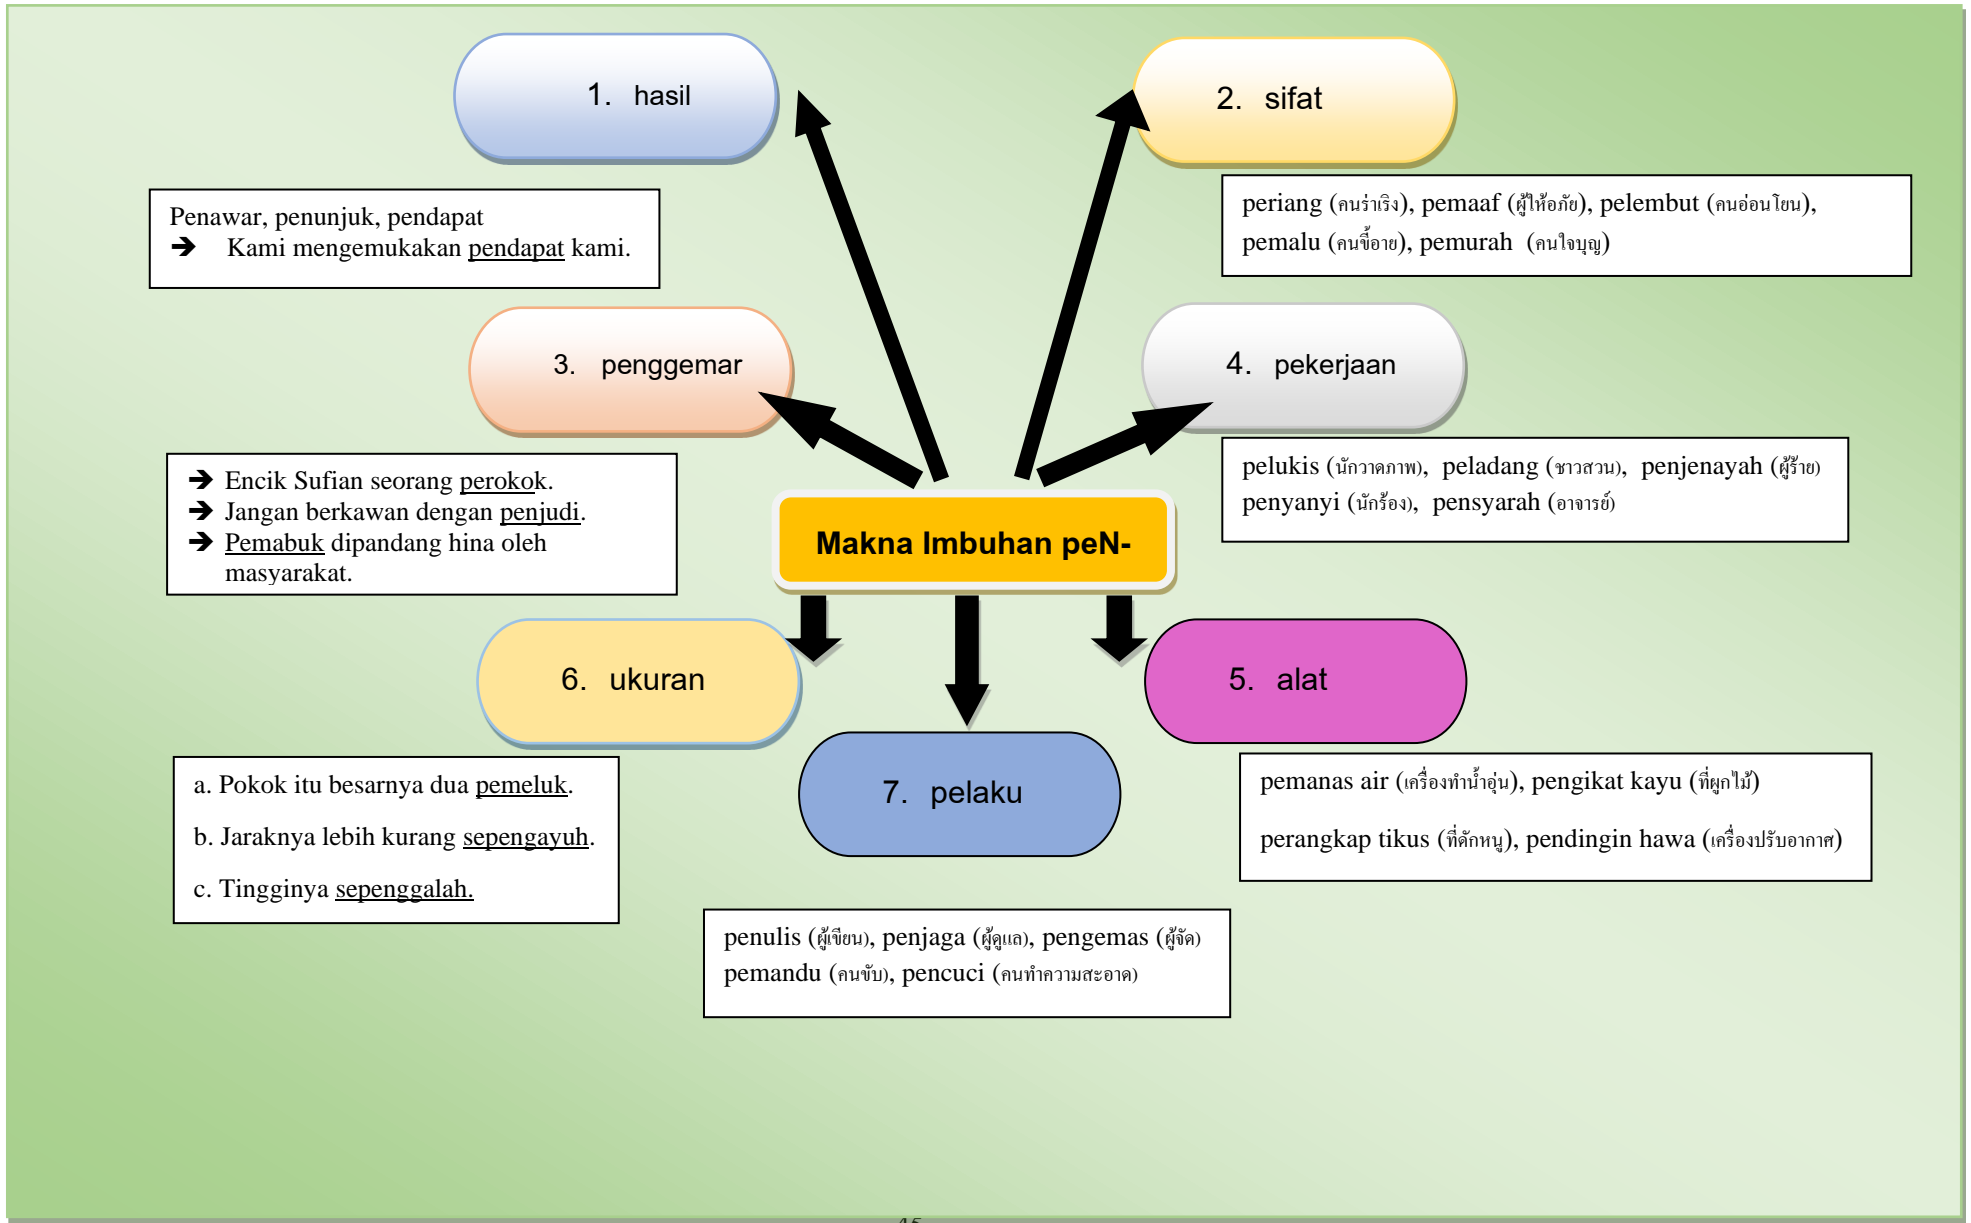 1. hasil
2. sifat
Penawar, penunjuk, pendapat
➔ Kami mengemukakan pendapat kami.
periang (คนร่าเริง), pemaaf (ผู้ให้อภัย), pelembut (คนอ่อนโยน),
pemalu (คนขี้อาย), pemurah (คนใจบุญ)
3. penggemar
4. pekerjaan
➔ Encik Sufian seorang perokok.
➔ Jangan berkawan dengan penjudi.
➔ Pemabuk dipandang hina oleh
masyarakat.
pelukis (นักวาดภาพ), peladang (ชาวสวน), penjenayah (ผู้ร้าย)
penyanyi (นักร้อง), pensyarah (อาจารย์)
Makna Imbuhan peN-
6. ukuran
5. alat
a. Pokok itu besarnya dua pemeluk.
b. Jaraknya lebih kurang sepengayuh.
c. Tingginya sepenggalah.
7. pelaku
pemanas air (เครื่องทำน้ำอุ่น), pengikat kayu (ที่ผูกไม้)
perangkap tikus (ที่ดักหนู), pendingin hawa (เครื่องปรับอากาศ)
penulis (ผู้เขียน), penjaga (ผู้ดูแล), pengemas (ผู้จัด)
pemandu (คนขับ), pencuci (คนทำความสะอาด)